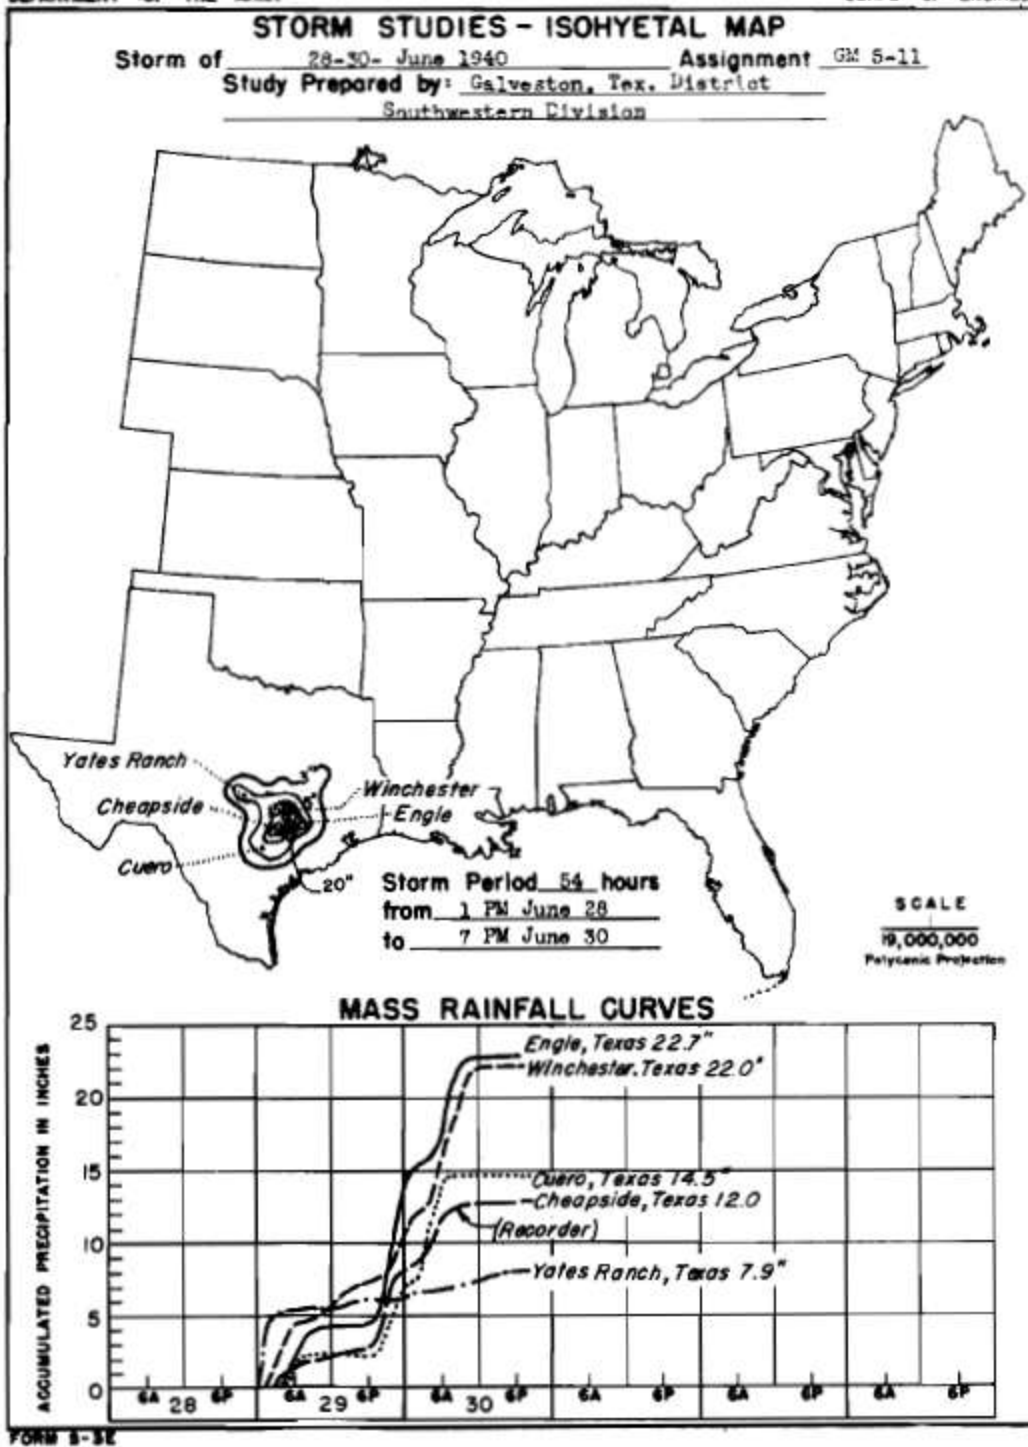 STORM STUDIES - ISOHYETAL MAP
Storm of 28-30- June 1940 Assignment GM 5-11
Study Prepared by: Galveston, Tex. District
Southwestern Division
Yates Ranch
Cheapside
Cuero
Winchester
Engle
20"
Storm Period 54 hours
from 1 PM June 28
to 7 PM June 30
SCALE
1
19,000,000
Polyconic Projection
MASS RAINFALL CURVES
ACCUMULATED PRECIPITATION IN INCHES
25
20
15
10
5
0
Engle, Texas 22.7"
Winchester. Texas 22.0"
Cuero, Texas 14.5"
Cheapside, Texas 12.0
(Recorder)
Yates Ranch, Texas 7.9"
6A 6P 6A 6P 6A 6P 6A 6P 6A 6P 6A 6P
28 29 30
FORM S-3E